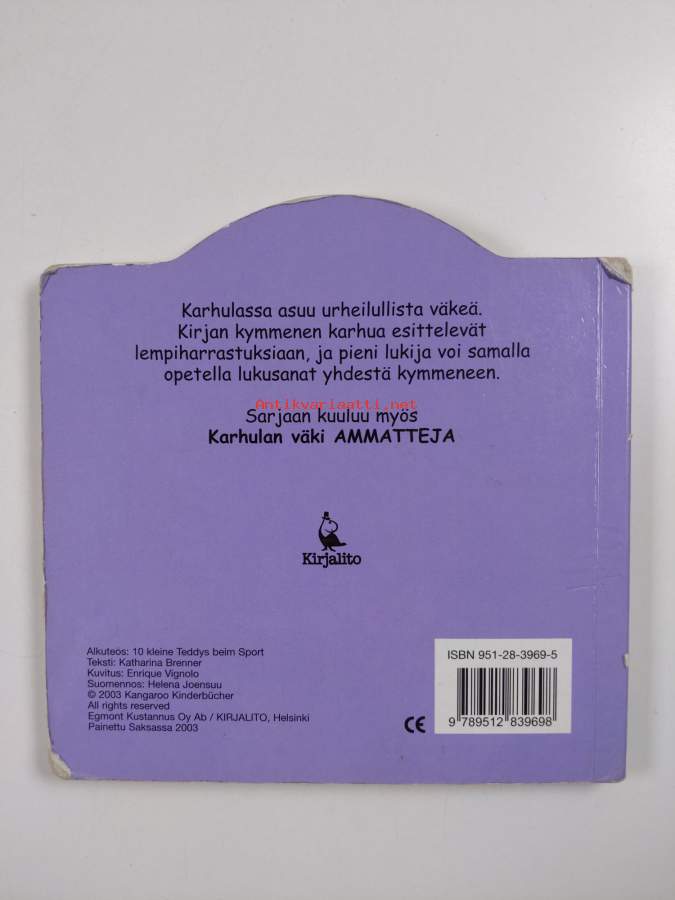 Karhulassa asuu urheilullista väkeä.
Kirjan kymmenen karhua esittelevät
lempiharrastuksiaan, ja pieni lukija voi samalla
opetella lukusanat yhdestä kymmeneen.
Antikvariaatti.net
Sarjaan kuuluu myös
Karhulan väki AMMATTEJA
Kirjalito
Alkuteos: 10 kleine Teddys beim Sport
Teksti: Katharina Brenner
Kuvitus: Enrique Vignolo
Suomennos: Helena Joensuu
© 2003 Kangaroo Kinderbücher
All rights reserved
Egmont Kustannus Oy Ab / KIRJALITO, Helsinki
Painettu Saksassa 2003
CE
ISBN 951-28-3969-5
9 789512 839698